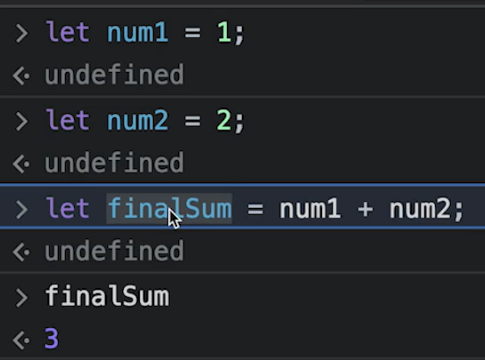 > let num1 = 1;
<· undefined
> let num2 = 2;
<· undefined
> let finalSum = num1 + num2;
<· undefined
> finalSum
<· 3